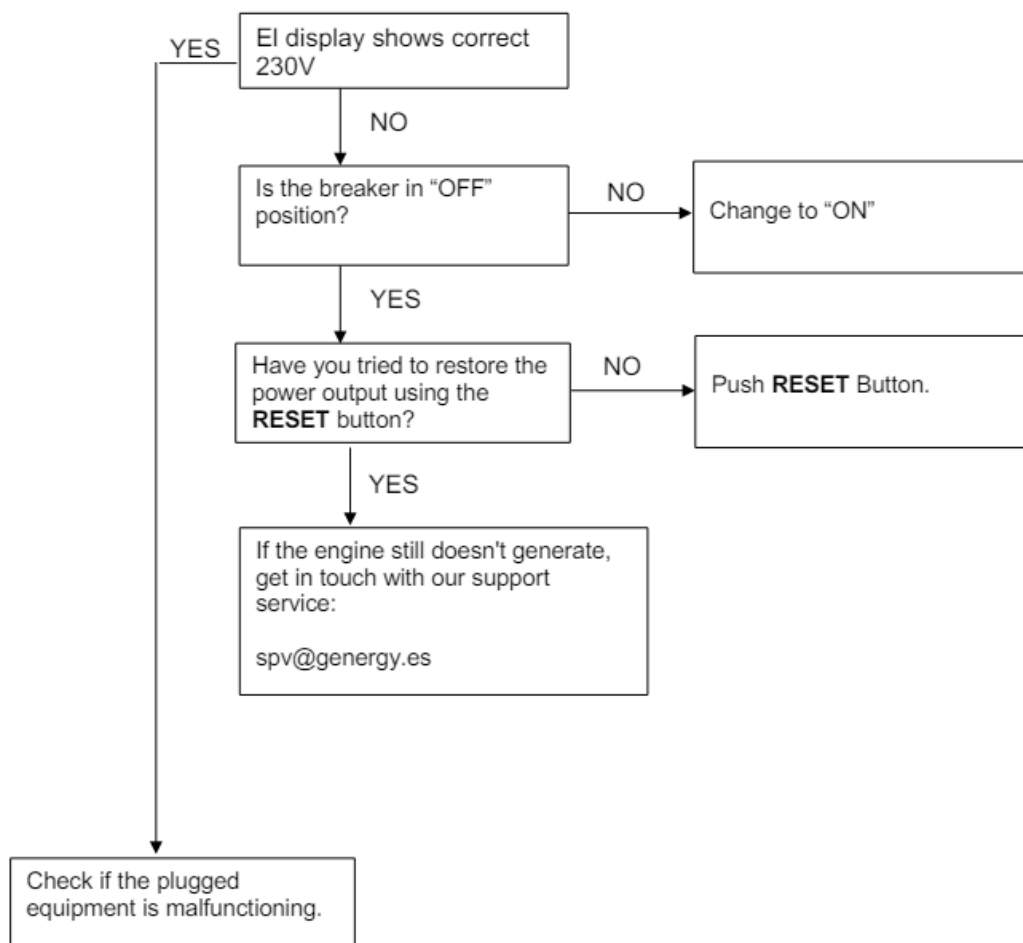 El display shows correct
230V
YES
NO
Is the breaker in “OFF”
position?
NO
Change to “ON”
YES
Have you tried to restore the
power output using the
RESET button?
NO
Push RESET Button.
YES
If the engine still doesn't generate,
get in touch with our support
service:
spv@genergy.es
Check if the plugged
equipment is malfunctioning.